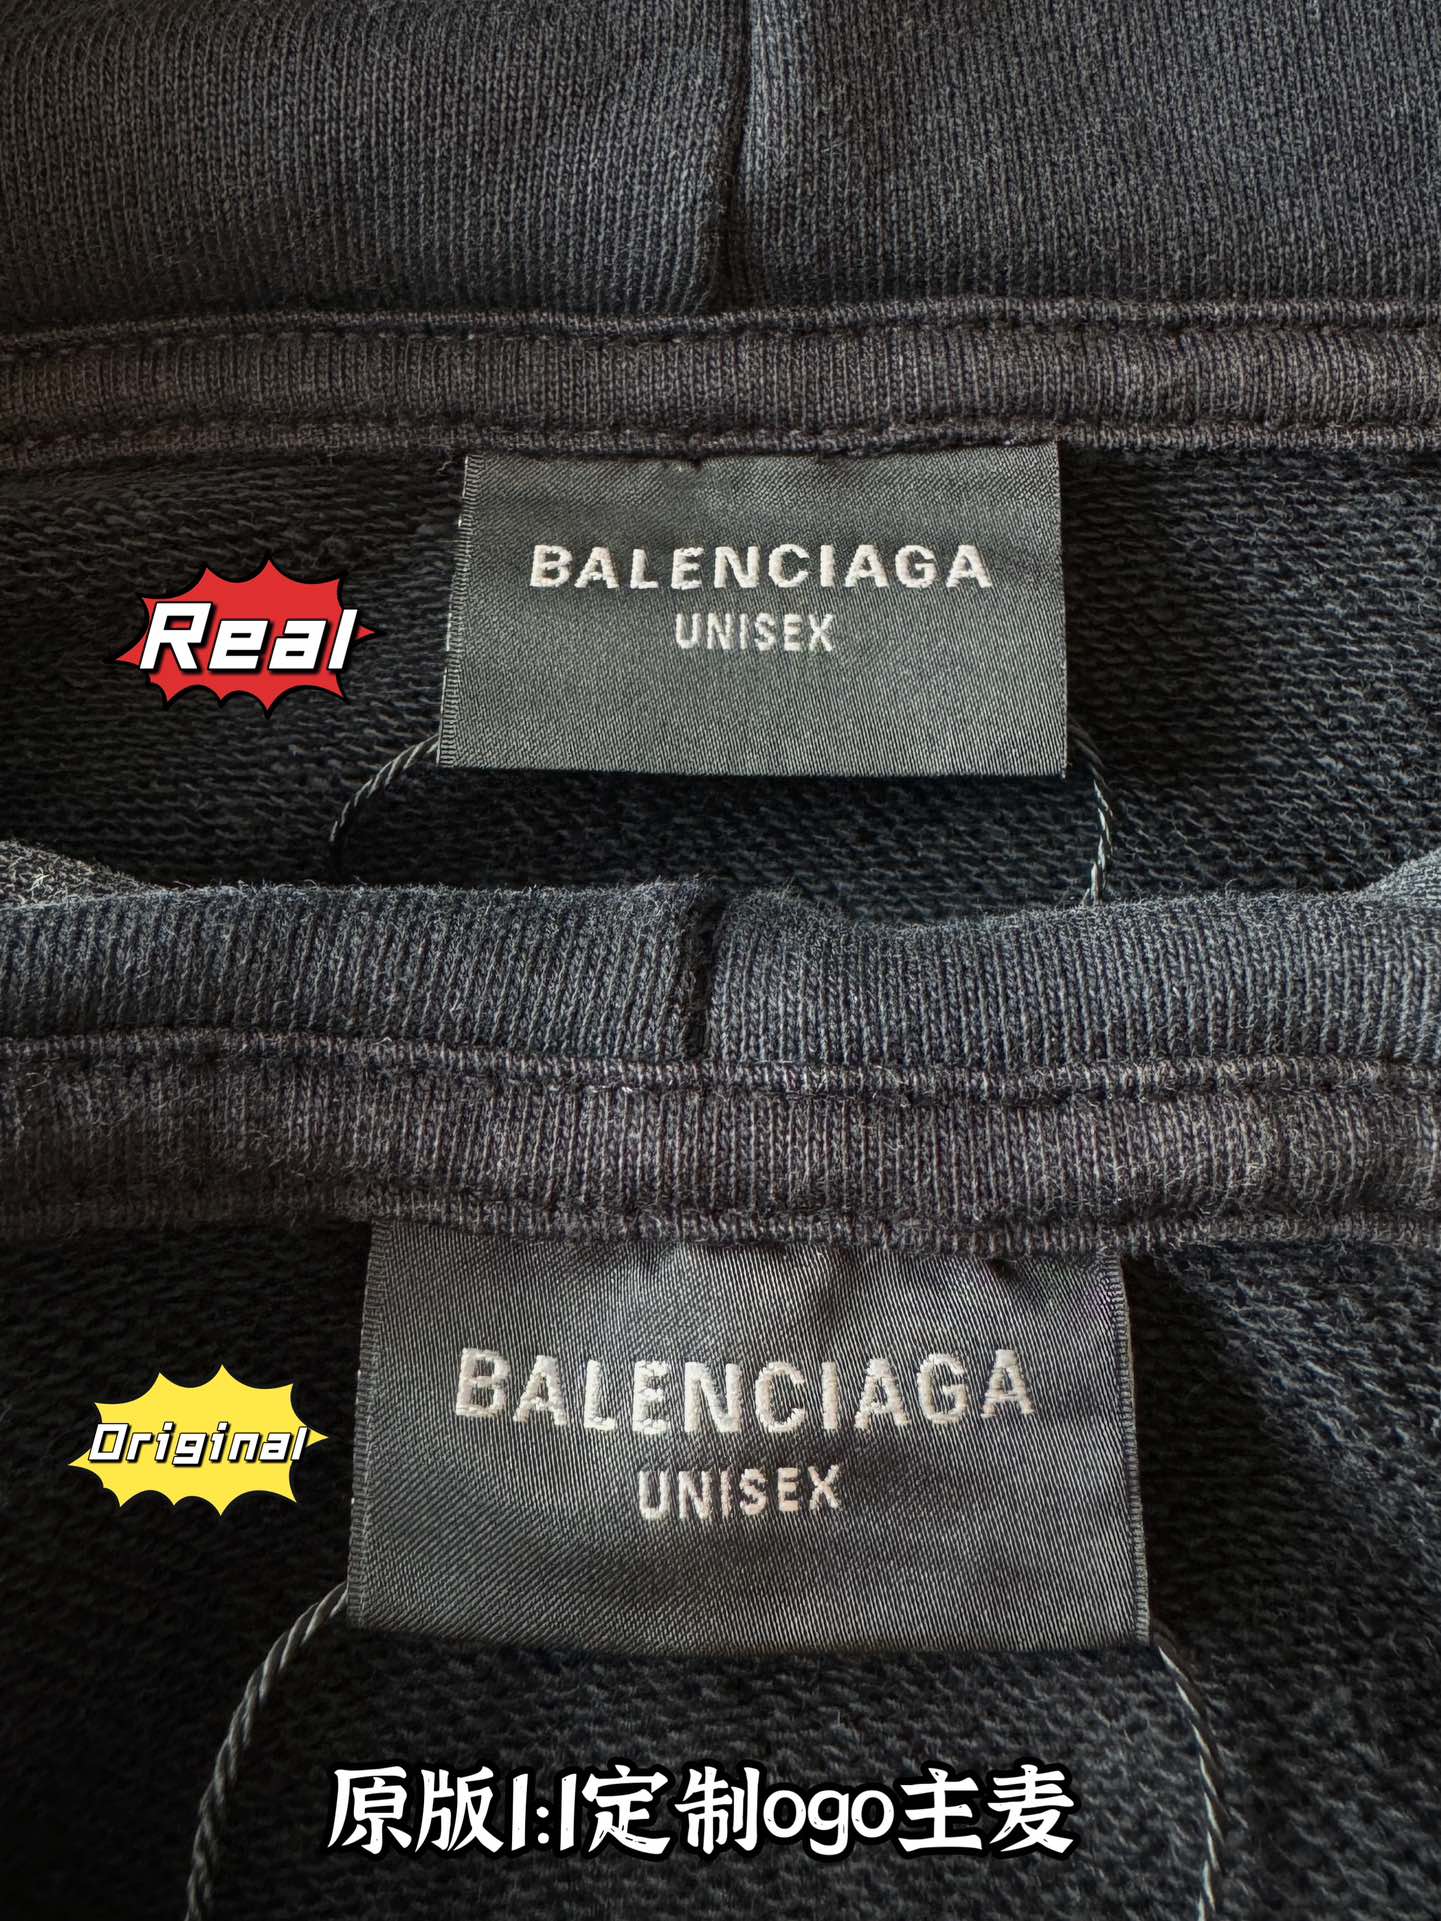 BALENCIAGA
UNISEX
Real
BALENCIAGA
UNISEX
Original
原版1:1定制ogo主麦